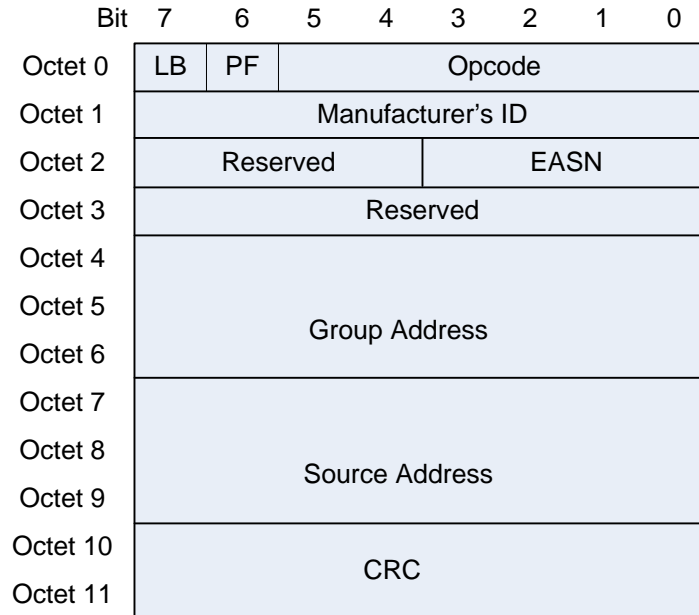 Bit 7 6 5 4 3 2 1 0
Octet 0 LB PF Opcode
Octet 1 Manufacturer's ID
Octet 2 Reserved EASN
Octet 3 Reserved
Octet 4
Octet 5
Group Address
Octet 6
Octet 7
Octet 8
Source Address
Octet 9
Octet 10
CRC
Octet 11